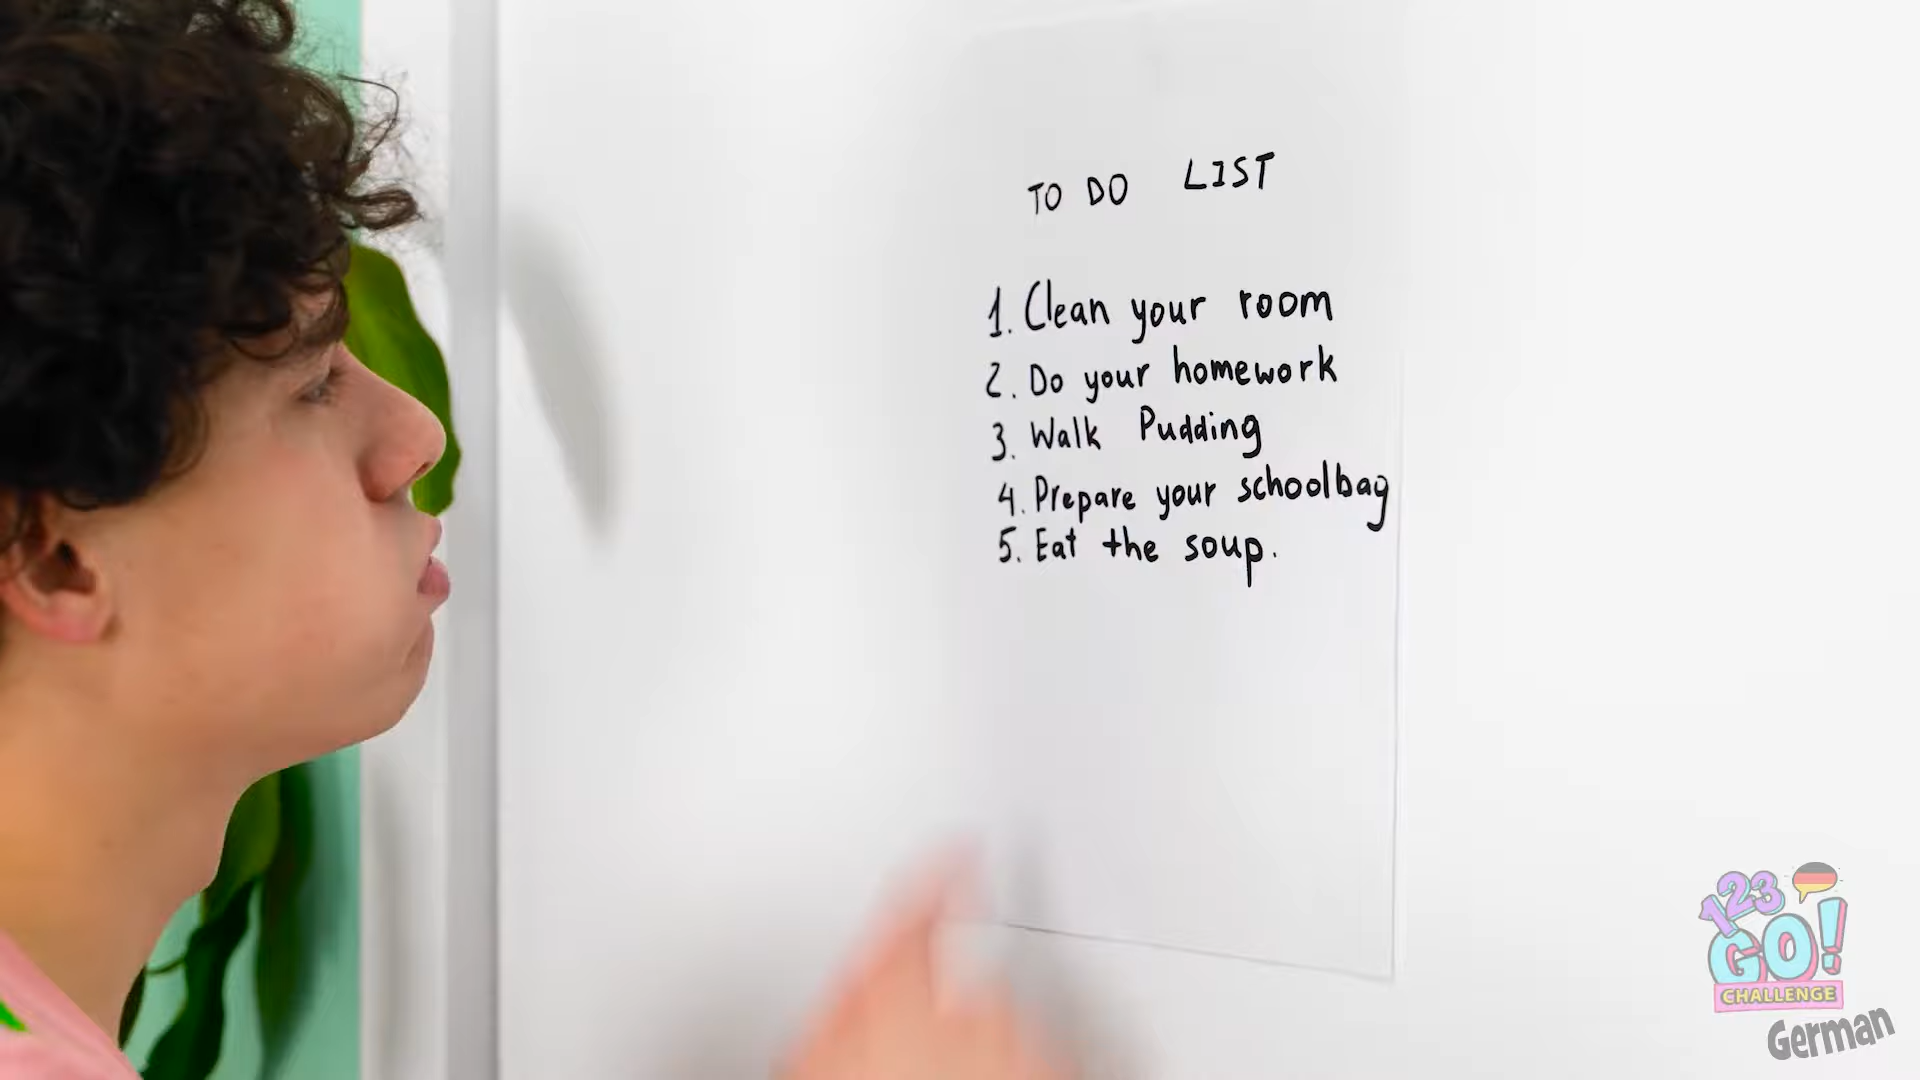 TO DO LIST
1. Clean your room
2. Do your homework
3. Walk Pudding
4. Prepare your schoolbag
5. Eat the soup.
123
GO!
CHALLENGE
German